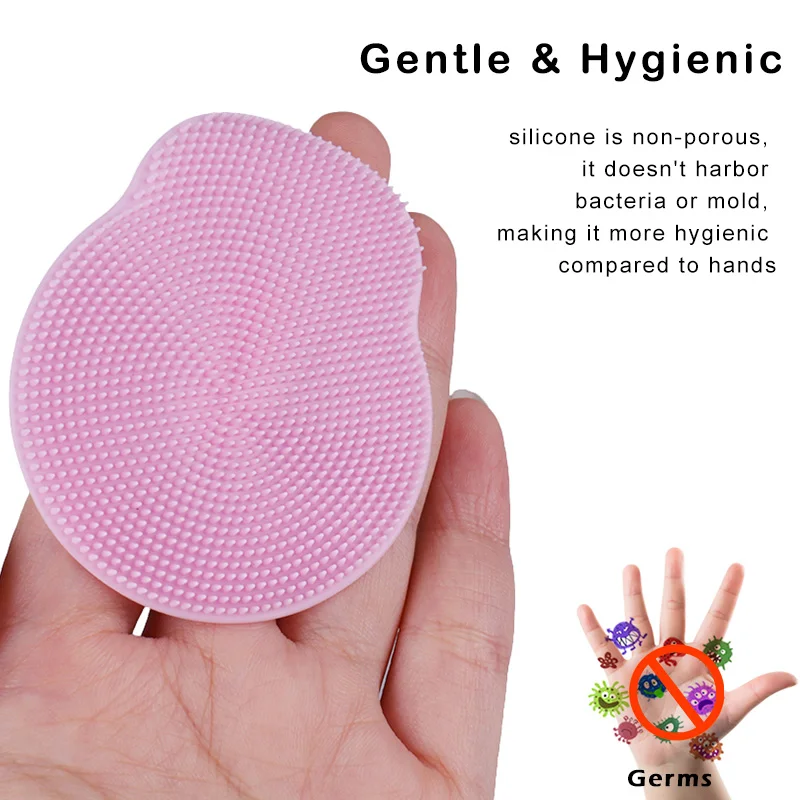 Gentle & Hygienic
silicone is non-porous,
it doesn't harbor
bacteria or mold,
making it more hygienic
compared to hands
Germs